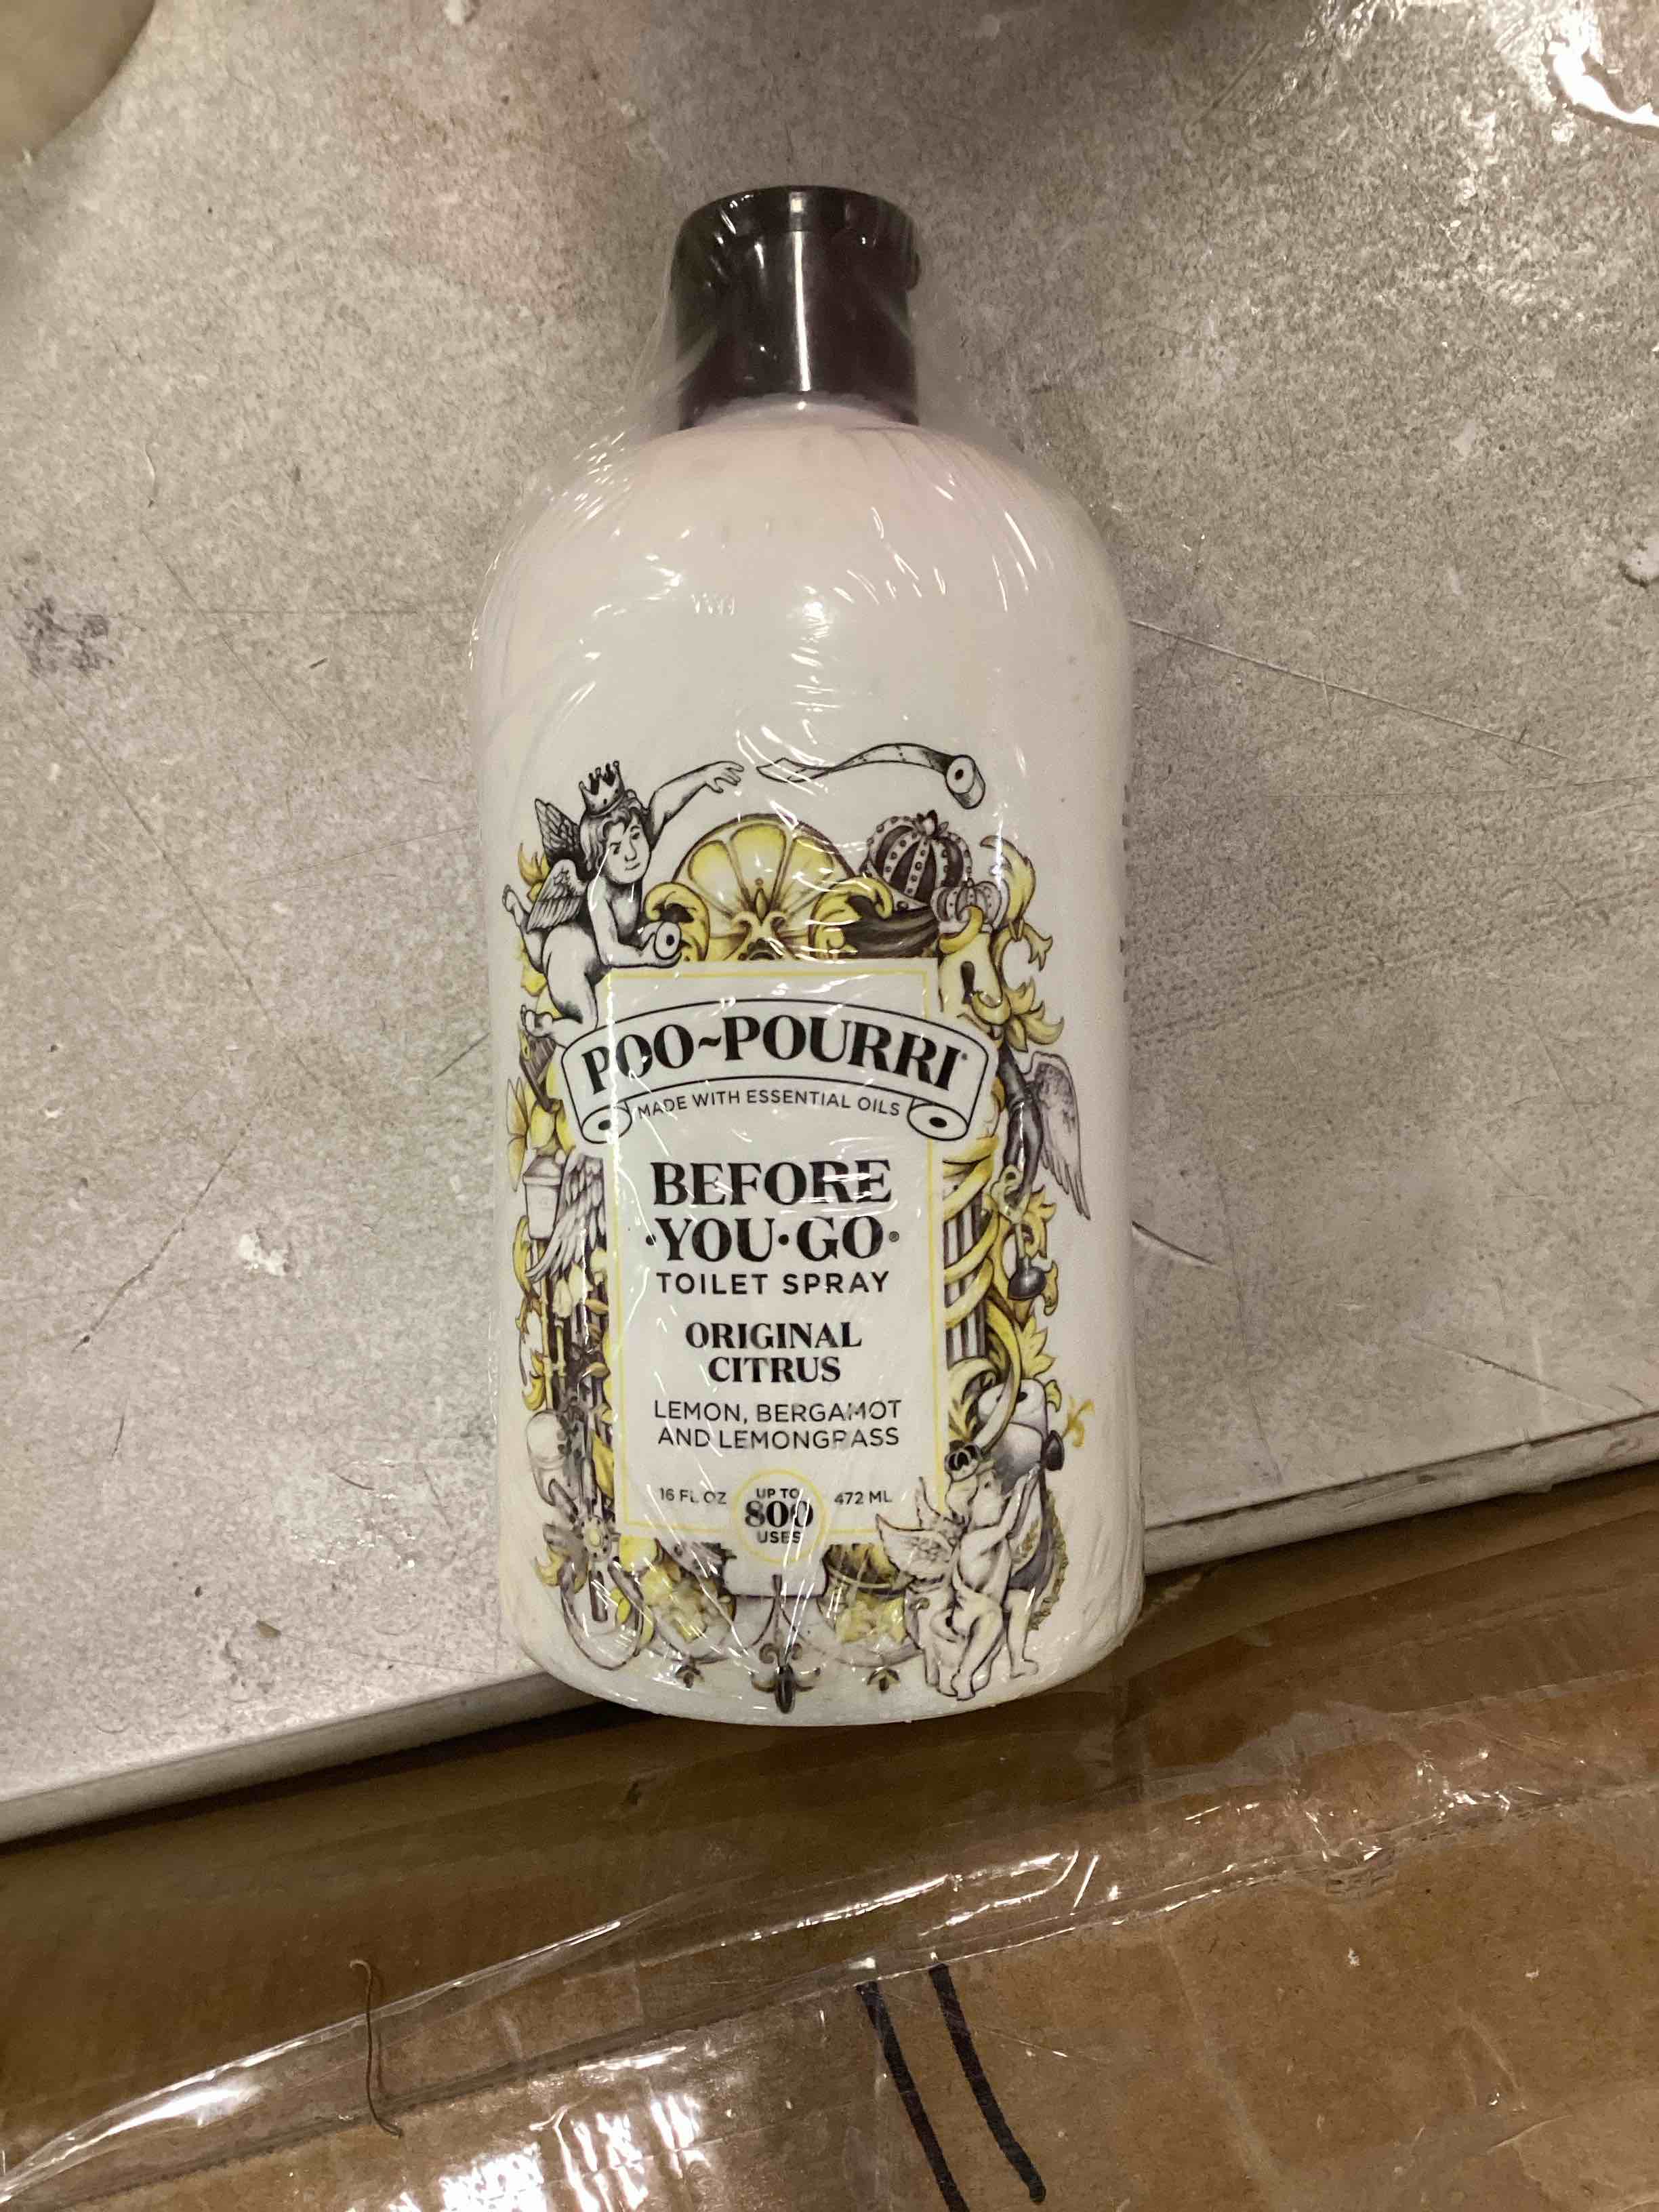 POO~POURRI®
MADE WITH ESSENTIAL OILS
BEFORE
·YOU·GO·®
TOILET SPRAY
ORIGINAL
CITRUS
LEMON, BERGAMOT
AND LEMONGRASS
16 FL OZ UP TO 800 USES 472 ML